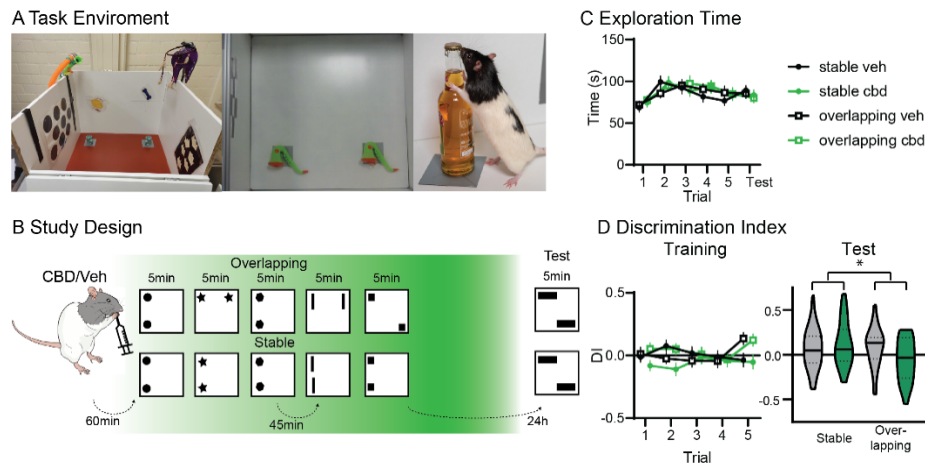 A Task Enviroment
C Exploration Time
150
100
50
0
Time (s)
1 2 3 4 5 Test
Trial
stable veh
stable cbd
overlapping veh
overlapping cbd
B Study Design
CBD/Veh
5min 5min 5min 5min 5min
Overlapping
Stable
Test
5min
60min
45min
24h
D Discrimination Index
Training
0.5
0.0
-0.5
DI
1 2 3 4 5
Trial
Test
*
0.5
0.0
-0.5
Stable
Over-
lapping